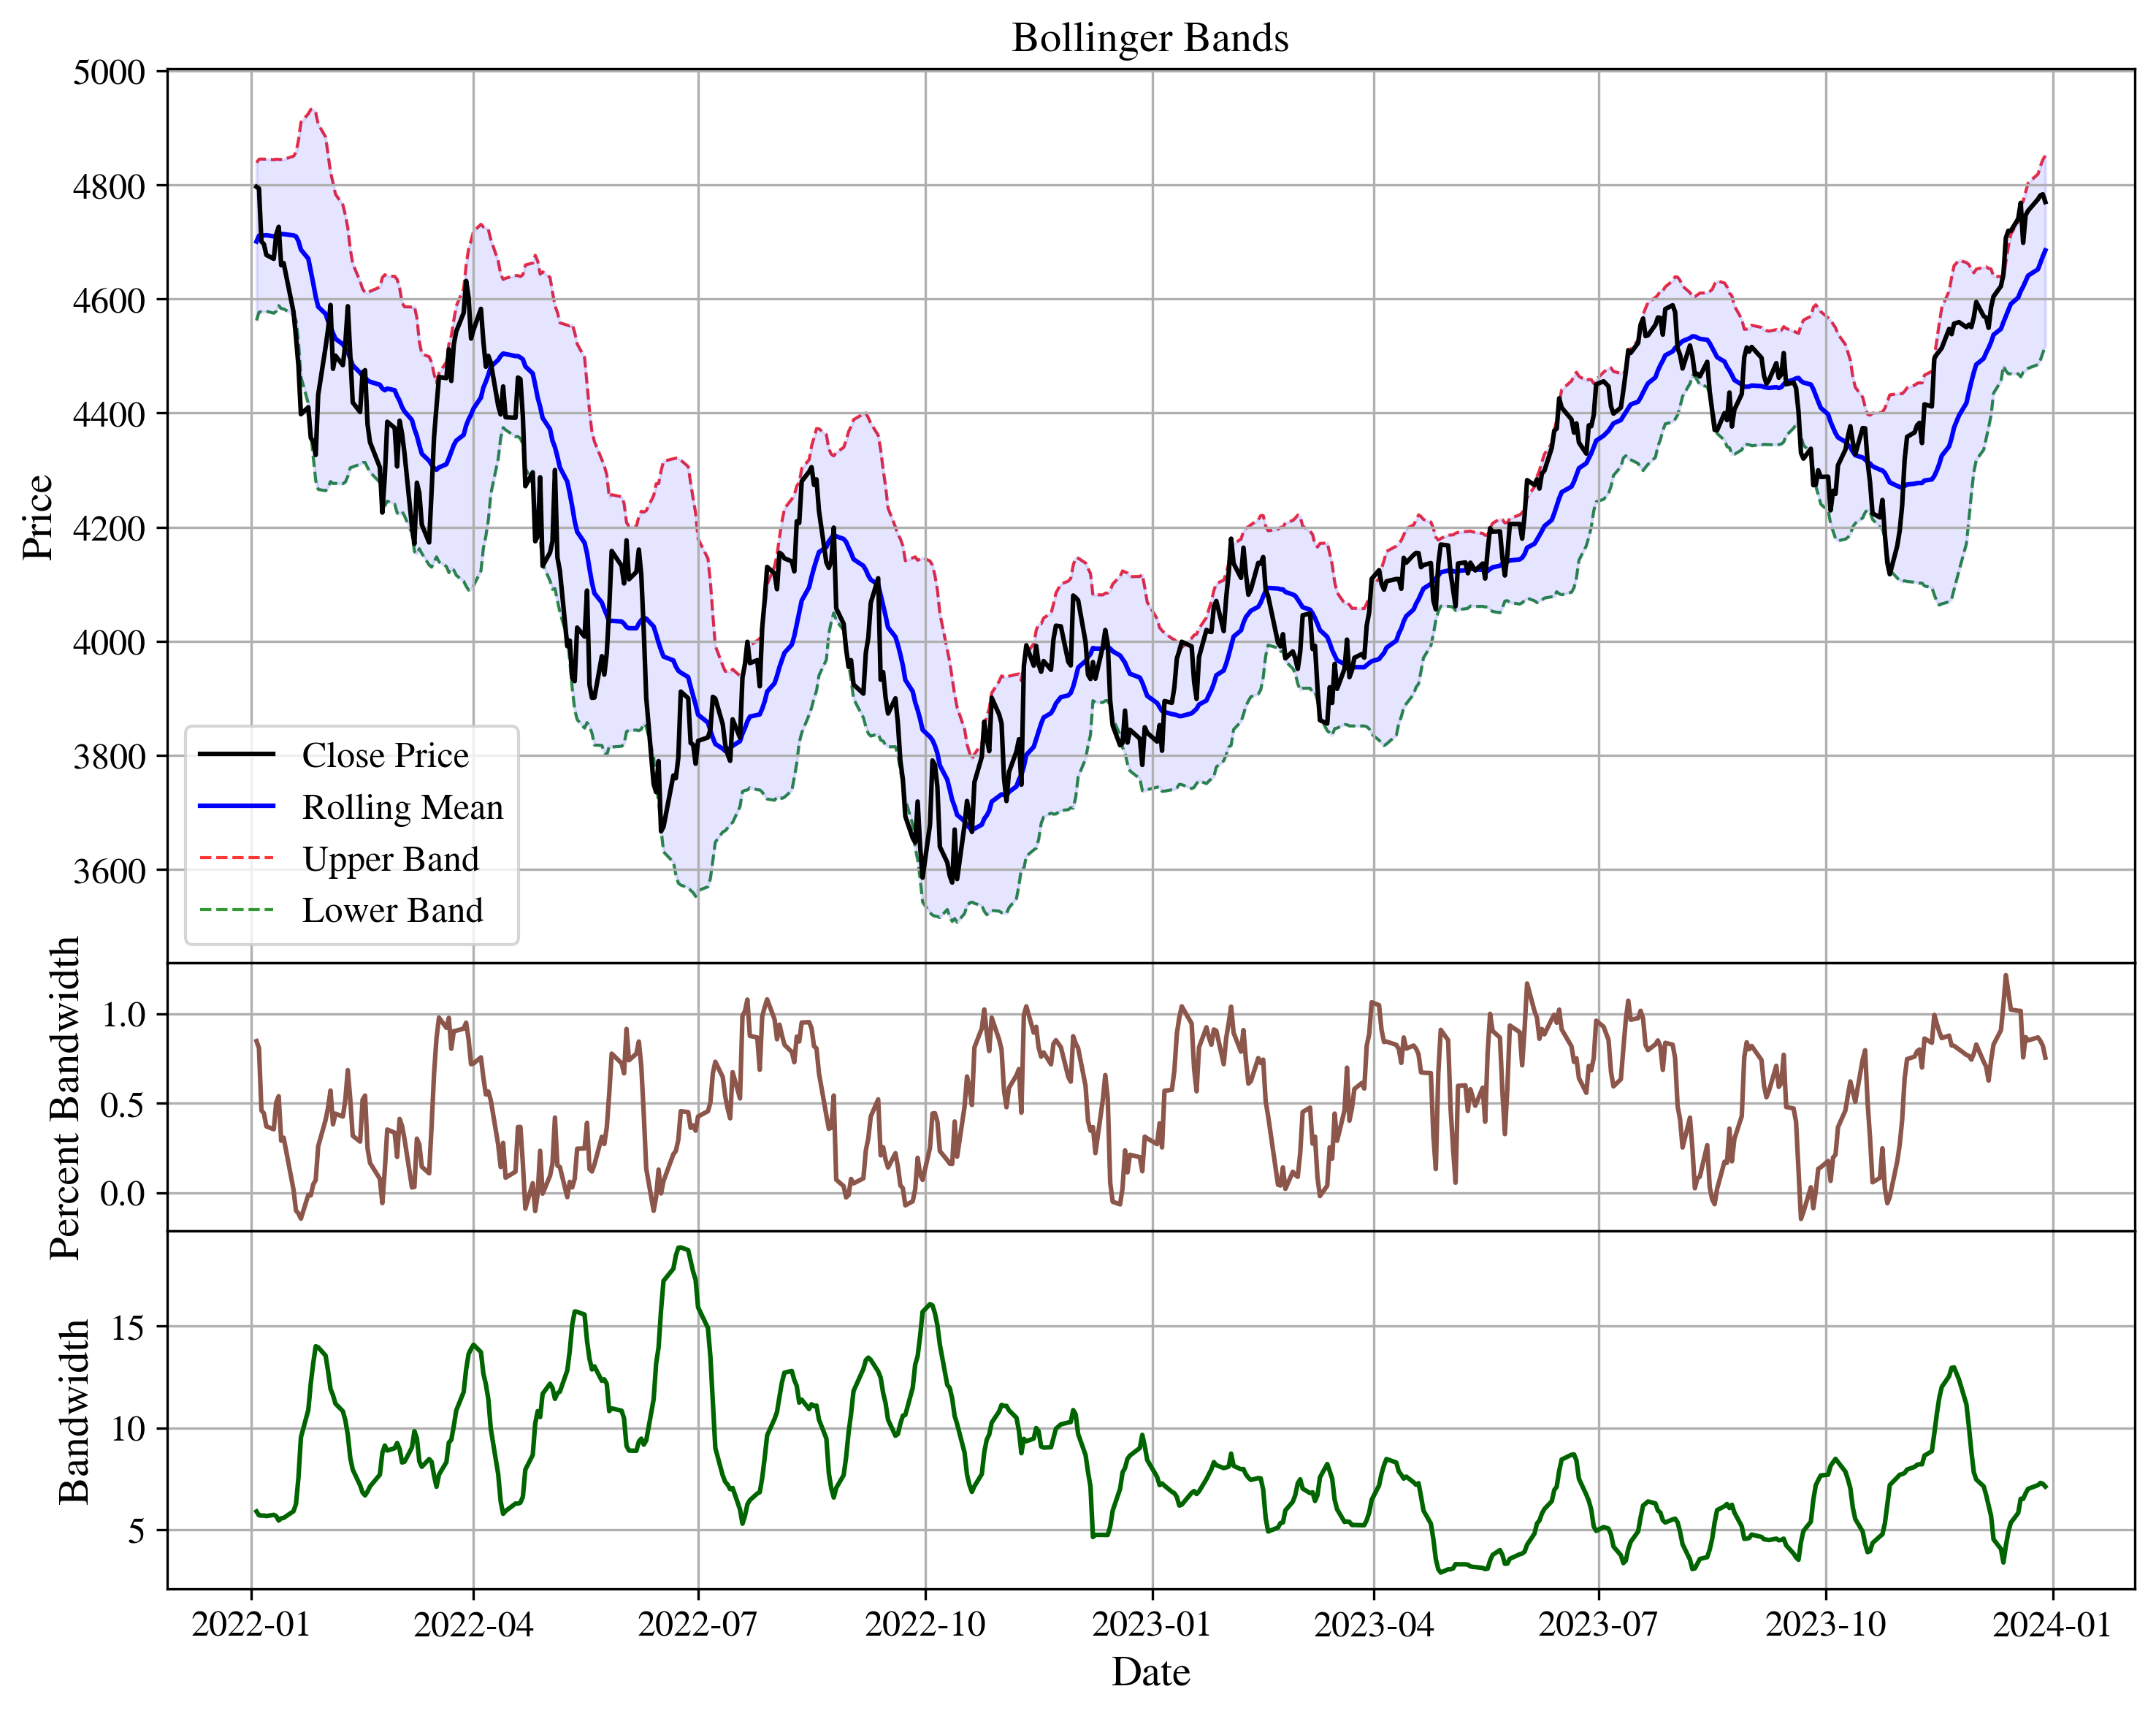 Bollinger Bands
5000
4800
4600
4400
4200
4000
3800
3600
Price
Close Price
Rolling Mean
Upper Band
Lower Band
1.0
0.5
0.0
Percent Bandwidth
15
10
5
Bandwidth
2022-01 2022-04 2022-07 2022-10 2023-01 2023-04 2023-07 2023-10 2024-01
Date